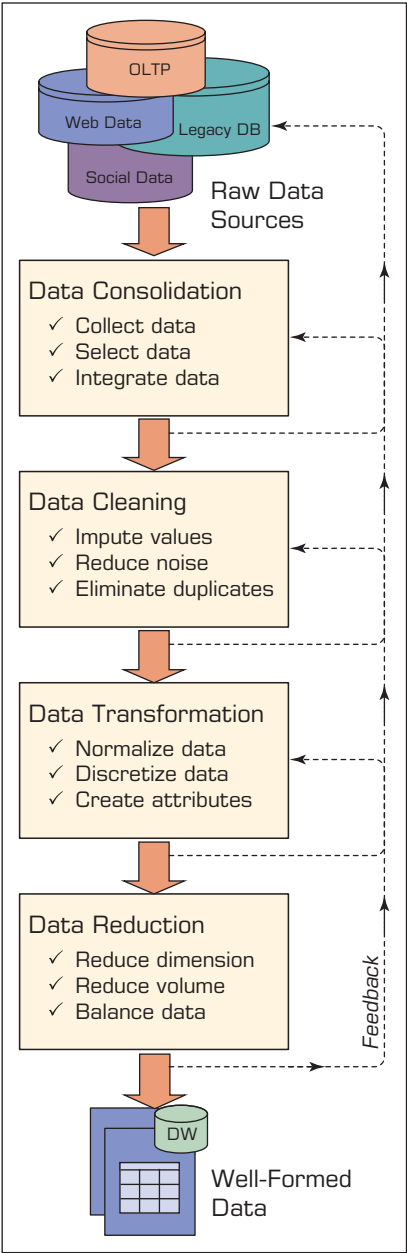 OLTP
Web Data
Legacy DB
Social Data
Raw Data
Sources
Data Consolidation
✓ Collect data
✓ Select data
✓ Integrate data
Data Cleaning
✓ Impute values
✓ Reduce noise
✓ Eliminate duplicates
Data Transformation
✓ Normalize data
✓ Discretize data
✓ Create attributes
Data Reduction
✓ Reduce dimension
✓ Reduce volume
✓ Balance data
Feedback
DW
Well-Formed
Data